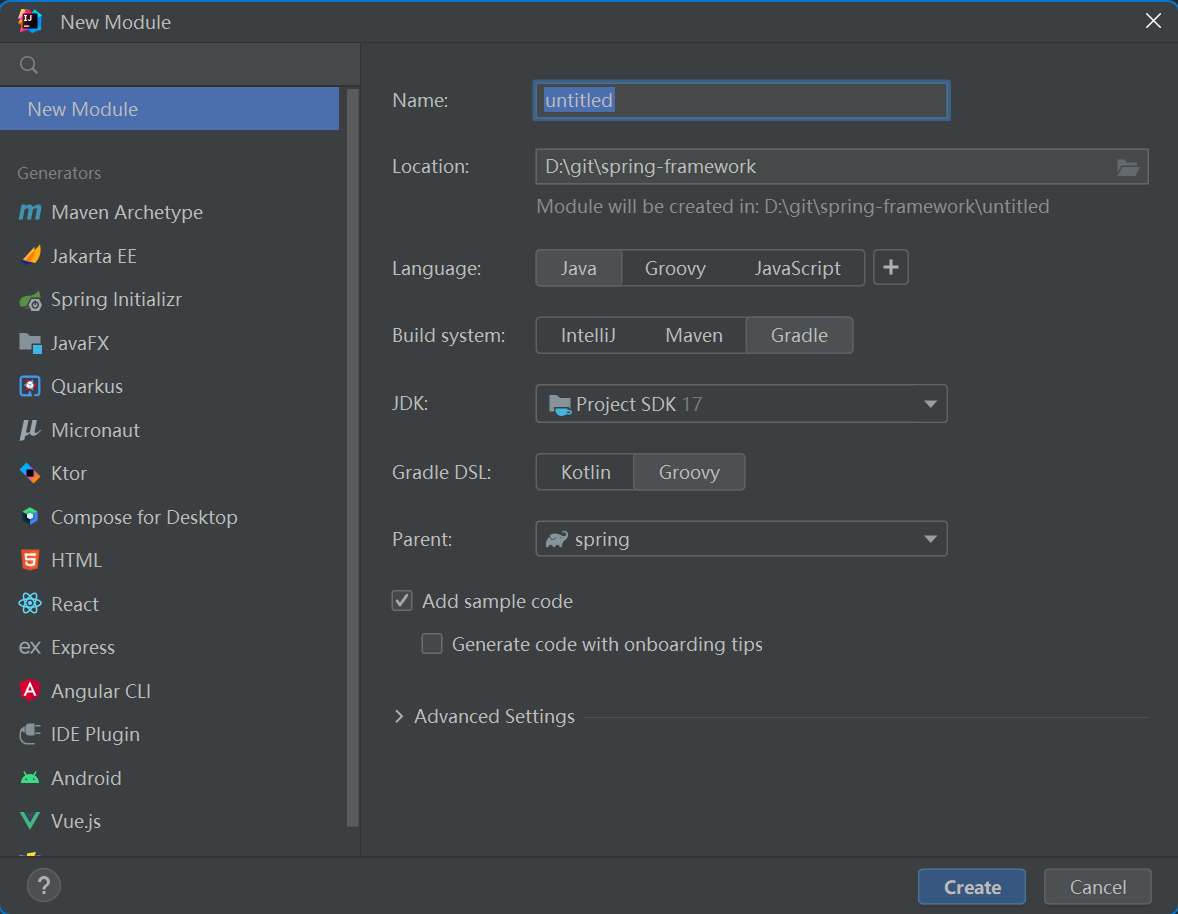 New Module
New Module
Generators
Maven Archetype
Jakarta EE
Spring Initializr
JavaFX
Quarkus
Micronaut
Ktor
Compose for Desktop
HTML
React
Express
Angular CLI
IDE Plugin
Android
Vue.js
Name: untitled
Location: D:\git\spring-framework
Module will be created in: D:\git\spring-framework\untitled
Language: Java Groovy JavaScript +
Build system: IntelliJ Maven Gradle
JDK: Project SDK 17
Gradle DSL: Kotlin Groovy
Parent: spring
Add sample code
Generate code with onboarding tips
Advanced Settings
? Create Cancel